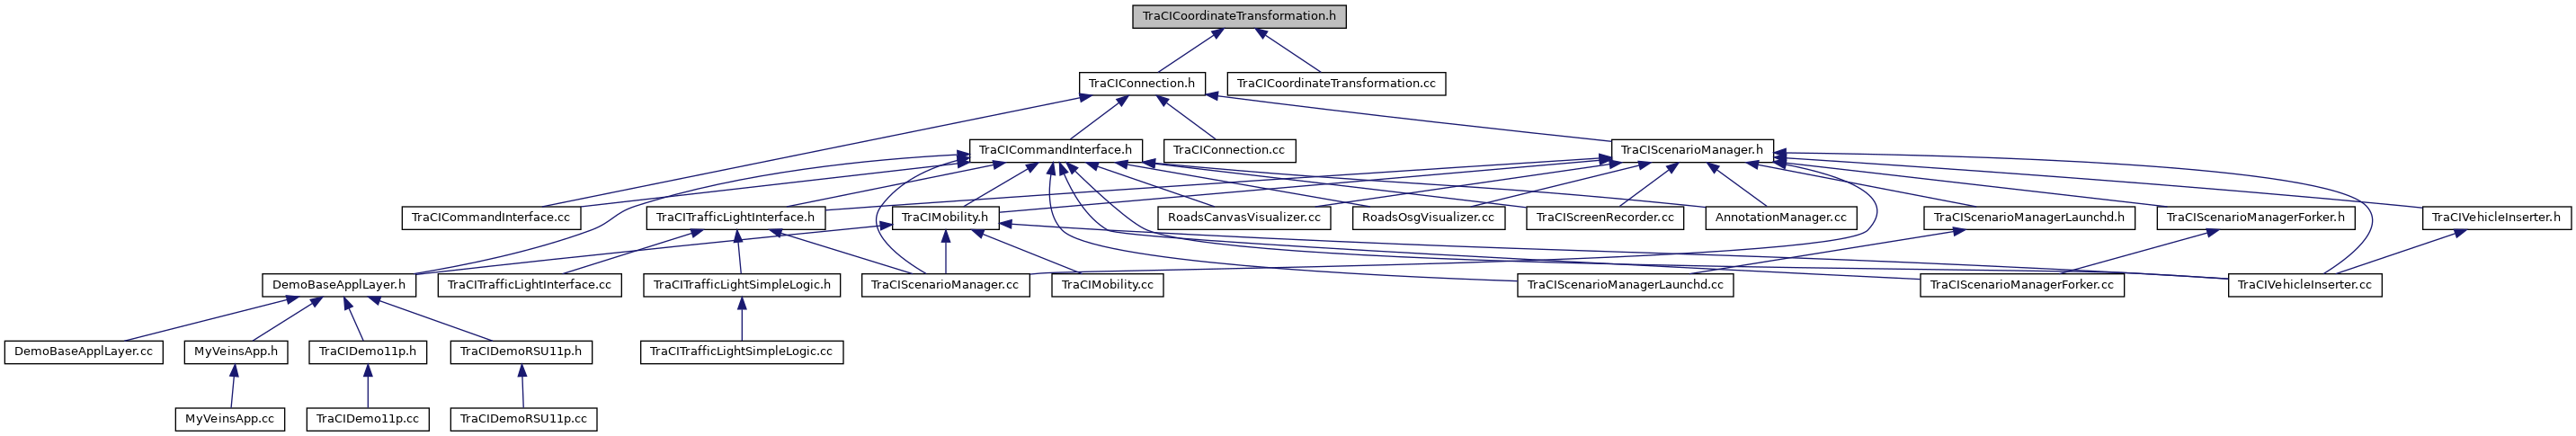 TraCICoordinateTransformation.h
TraCIConnection.h
TraCICoordinateTransformation.cc
TraCICommandInterface.h
TraCIConnection.cc
TraCIScenarioManager.h
TraCICommandInterface.cc
TraCITrafficLightInterface.h
TraCIMobility.h
RoadsCanvasVisualizer.cc
RoadsOsgVisualizer.cc
TraCIScreenRecorder.cc
AnnotationManager.cc
TraCIScenarioManagerLaunchd.h
TraCIScenarioManagerForker.h
TraCIVehicleInserter.h
DemoBaseApplLayer.h
TraCITrafficLightInterface.cc
TraCITrafficLightSimpleLogic.h
TraCIScenarioManager.cc
TraCIMobility.cc
TraCIScenarioManagerLaunchd.cc
TraCIScenarioManagerForker.cc
TraCIVehicleInserter.cc
DemoBaseApplLayer.cc
MyVeinsApp.h
TraCIDemo11p.h
TraCIDemoRSU11p.h
TraCITrafficLightSimpleLogic.cc
MyVeinsApp.cc
TraCIDemo11p.cc
TraCIDemoRSU11p.cc